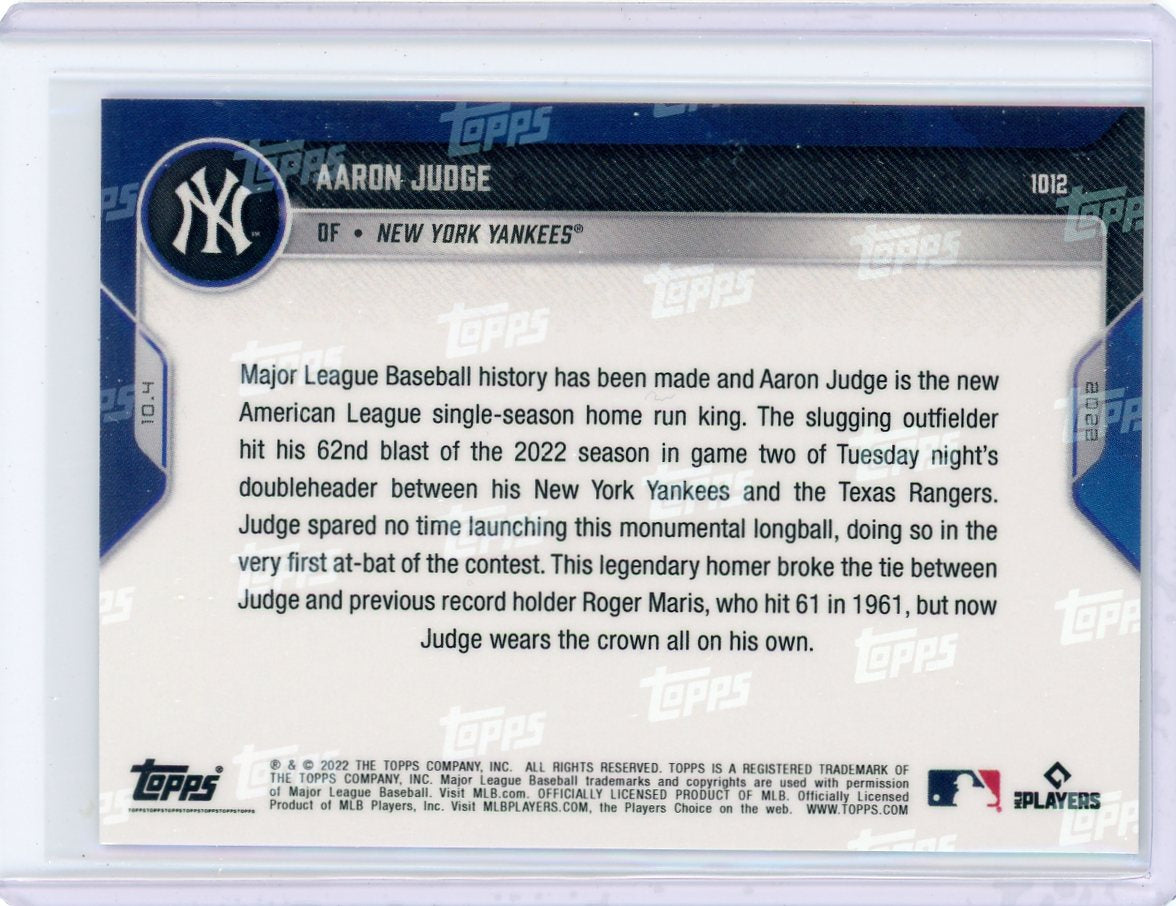 AARON JUDGE
1012
OF • NEW YORK YANKEES®
10.4
2022
Major League Baseball history has been made and Aaron Judge is the new
American League single-season home run king. The slugging outfielder
hit his 62nd blast of the 2022 season in game two of Tuesday night's
doubleheader between his New York Yankees and the Texas Rangers.
Judge spared no time launching this monumental longball, doing so in the
very first at-bat of the contest. This legendary homer broke the tie between
Judge and previous record holder Roger Maris, who hit 61 in 1961, but now
Judge wears the crown all on his own.
Topps®
TOPPSTOPPSTOPPSTOPPSTOPPSTOPPSTOPPS
® & © 2022 THE TOPPS COMPANY, INC. ALL RIGHTS RESERVED. TOPPS IS A REGISTERED TRADEMARK OF
THE TOPPS COMPANY, INC. Major League Baseball trademarks and copyrights are used with permission
of Major League Baseball. Visit MLB.com. OFFICIALLY LICENSED PRODUCT OF MLB. Officially Licensed
Product of MLB Players, Inc. Visit MLBPLAYERS.COM, the Players Choice on the web. WWW.TOPPS.COM
MLB PLAYERS